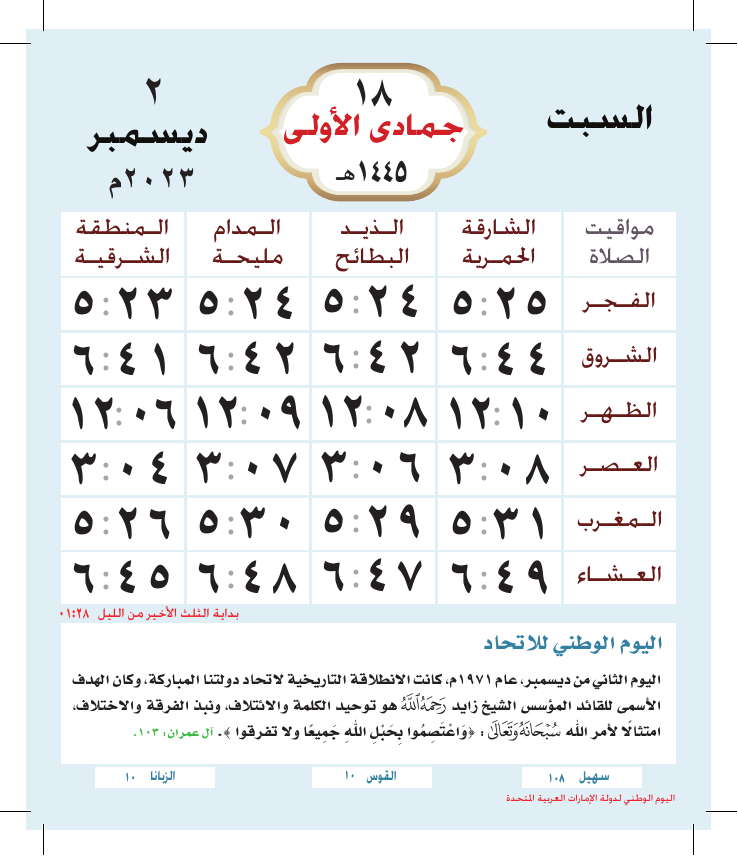 السبت
١٨
جمادى الأولى
١٤٤٥هـ
٢
ديسمبر
٢٠٢٣م
مواقيت الصلاة
الشارقة الحمرية
الذيد البطائح
المدام مليحة
المنطقة الشرقية
الفجر ٥:٢٥ ٥:٢٤ ٥:٢٤ ٥:٢٣
الشروق ٦:٤٤ ٦:٤٢ ٦:٤٢ ٦:٤١
الظهر ١٢:١٠ ١٢:٠٨ ١٢:٠٩ ١٢:٠٦
العصر ٣:٠٨ ٣:٠٦ ٣:٠٧ ٣:٠٤
المغرب ٥:٣١ ٥:٢٩ ٥:٣٠ ٥:٢٦
العشاء ٦:٤٩ ٦:٤٧ ٦:٤٨ ٦:٤٥
بداية الثلث الأخير من الليل ٠١:٢٨
اليوم الوطني للاتحاد
اليوم الثاني من ديسمبر، عام ١٩٧١م، كانت الانطلاقة التاريخية لاتحاد دولتنا المباركة، وكان الهدف
الأسمى للقائد المؤسس الشيخ زايد رَحِمَهُ اللَّهُ هو توحيد الكلمة والائتلاف، ونبذ الفرقة والاختلاف،
امتثالًا لأمر الله سُبْحَانَهُ وَتَعَالَى : ﴿وَاعْتَصِمُوا بِحَبْلِ اللهِ جَمِيعًا ولا تَفرقوا ﴾. آل عمران: ١٠٣.
سهيل ١٠٨
القوس ١٠
الزبانا ١٠
اليوم الوطني لدولة الإمارات العربية المتحدة